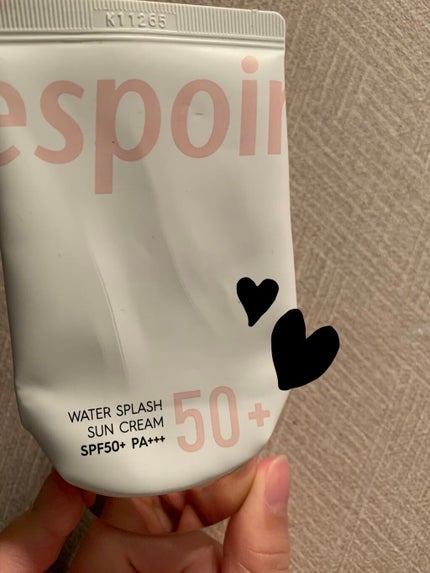 K11265
espoir
WATER SPLASH
SUN CREAM
SPF50+ PA+++
50+